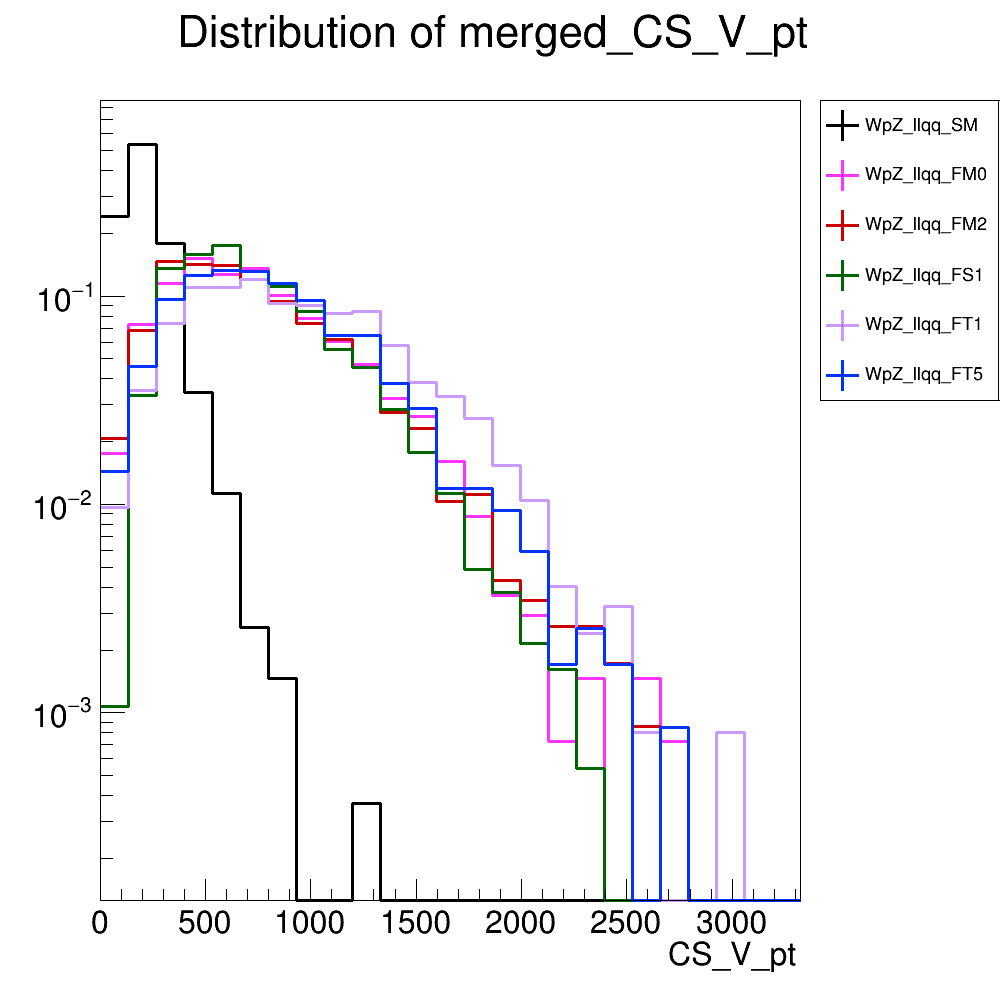 Distribution of merged_CS_V_pt
WpZ_llqq_SM
WpZ_llqq_FM0
WpZ_llqq_FM2
WpZ_llqq_FS1
WpZ_llqq_FT1
WpZ_llqq_FT5
10⁻¹
10⁻²
10⁻³
0 500 1000 1500 2000 2500 3000
CS_V_pt